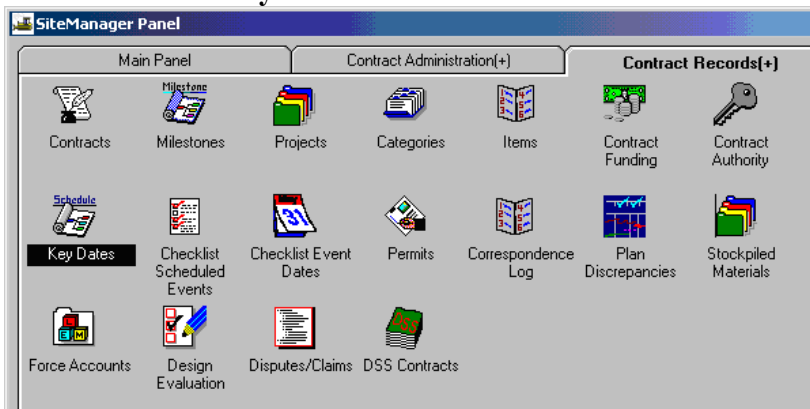 SiteManager Panel
Main Panel
Contract Administration(+)
Contract Records(+)
Milestone
Contracts
Milestones
Projects
Categories
Items
Contract
Funding
Contract
Authority
Schedule
31
Key Dates
Checklist
Scheduled
Events
Checklist Event
Dates
Permits
Correspondence
Log
Plan
Discrepancies
Stockpiled
Materials
L
E M
DSS
Force Accounts
Design
Evaluation
Disputes/Claims
DSS Contracts